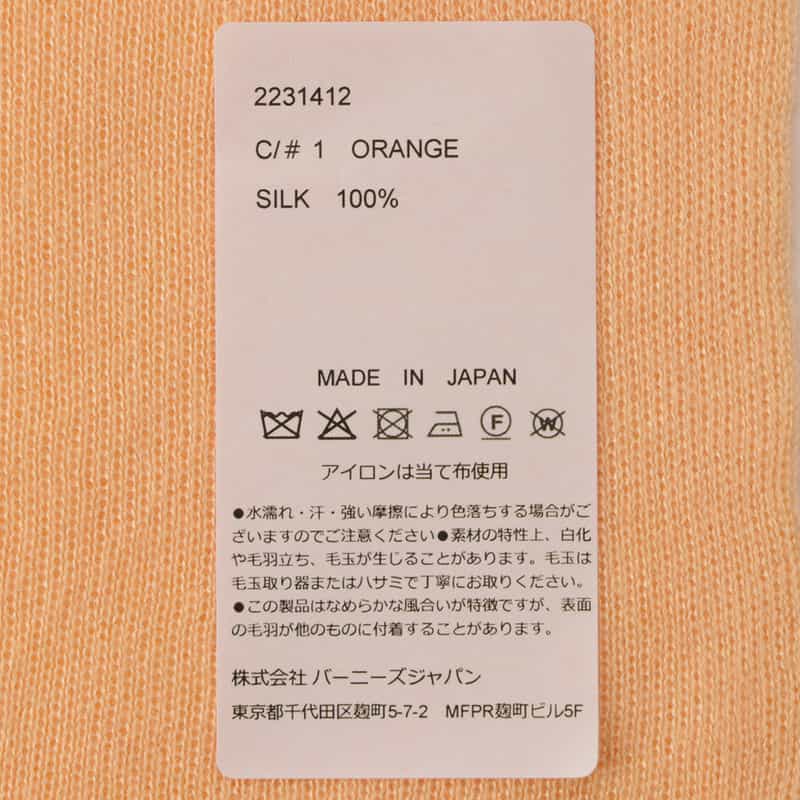 2231412
C/# 1 ORANGE
SILK 100%
MADE IN JAPAN
F W
アイロンは当て布使用
●水濡れ・汗・強い摩擦により色落ちする場合がご
ざいますのでご注意ください●素材の特性上、白化
や毛羽立ち、毛玉が生じることがあります。毛玉は
毛玉取り器またはハサミで丁寧にお取りください。
●この製品はなめらかな風合いが特徴ですが、表面
の毛羽が他のものに付着することがあります。
株式会社 バーニーズジャパン
東京都千代田区麹町5-7-2 MFPR麹町ビル5F